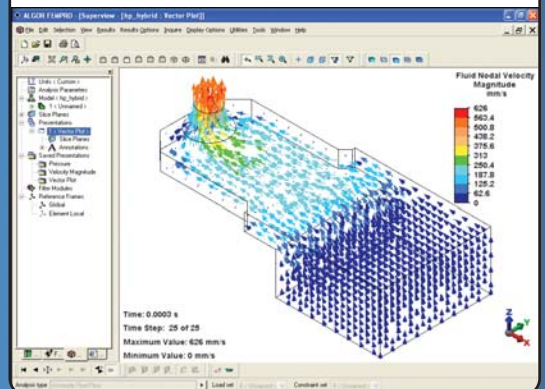 ALGOR FEMPRO - [Superview - [hp_hybrid : Vector Plot]]
File Edit Selection View Results Results Options Inquire Display Options Utilities Tools Window Help
Units < Custom >
Analysis Parameters
Model < hp_hybrid >
1 < Unnamed >
Slice Planes
Presentations
Slice Planes
Annotations
Saved Presentations
Pressure
Velocity Magnitude
Vector Plot
Filter Modules
Reference Frames
Global
Element Local
Fluid Nodal Velocity
Magnitude
mm/s
626
563.4
500.8
438.2
375.6
313
250.4
187.8
125.2
62.6
0
Time: 0.0003 s
Time Step: 25 of 25
Maximum Value: 626 mm/s
Minimum Value: 0 mm/s
Z
Y
X
Analysis type
Load set
Constraint set